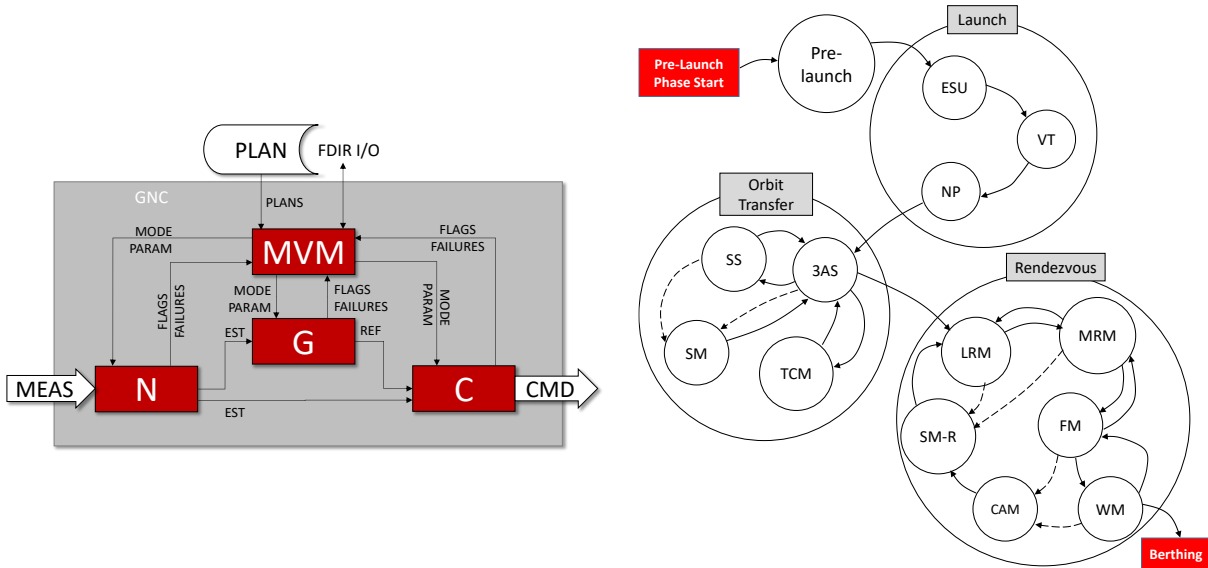 PLAN
FDIR I/O
GNC
PLANS
MODE
PARAM
FLAGS
FAILURES
MVM
FLAGS
FAILURES
MODE
PARAM
FLAGS
FAILURES
MODE
PARAM
EST
G
REF
MEAS
N
EST
C
CMD
Pre-Launch
Phase Start
Pre-
launch
Launch
ESU
VT
NP
Orbit
Transfer
SS
3AS
SM
TCM
Rendezvous
LRM
MRM
SM-R
FM
CAM
WM
Berthing